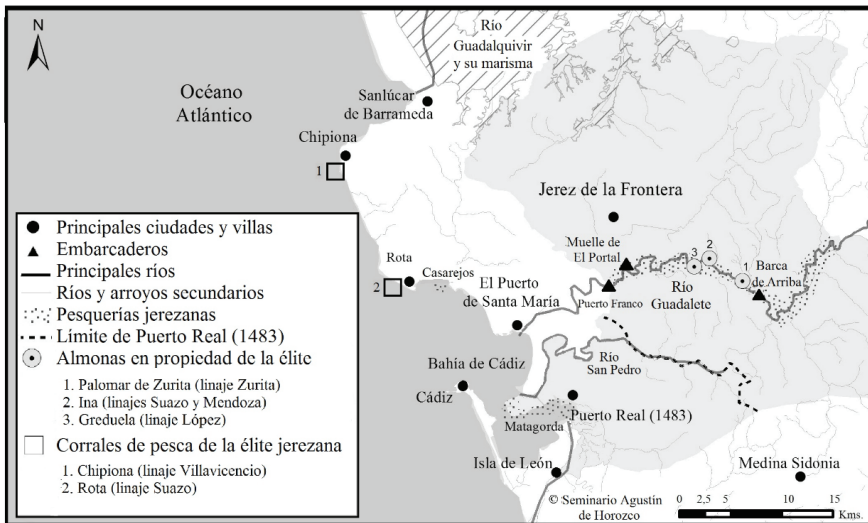 N
Río
Guadalquivir
y su marisma
Océano
Atlántico
Sanlúcar
de Barrameda
Chipiona
1
Jerez de la Frontera
Muelle de
El Portal
3
2
1
Barca
de Arriba
Rota
2
Casarejos
El Puerto
de Santa María
Puerto Franco
Río
Guadalete
Bahía de Cádiz
Río
San Pedro
Cádiz
Matagorda
Puerto Real (1483)
Isla de León
Medina Sidonia
© Seminario Agustín
de Horozco
0 2,5 5 10 15
Kms.
Principales ciudades y villas
Embarcaderos
Principales ríos
Ríos y arroyos secundarios
Pesquerías jerezanas
Límite de Puerto Real (1483)
Almonas en propiedad de la élite
1. Palomar de Zurita (linaje Zurita)
2. Ina (linajes Suazo y Mendoza)
3. Greduela (linaje López)
Corrales de pesca de la élite jerezana
1. Chipiona (linaje Villavicencio)
2. Rota (linaje Suazo)